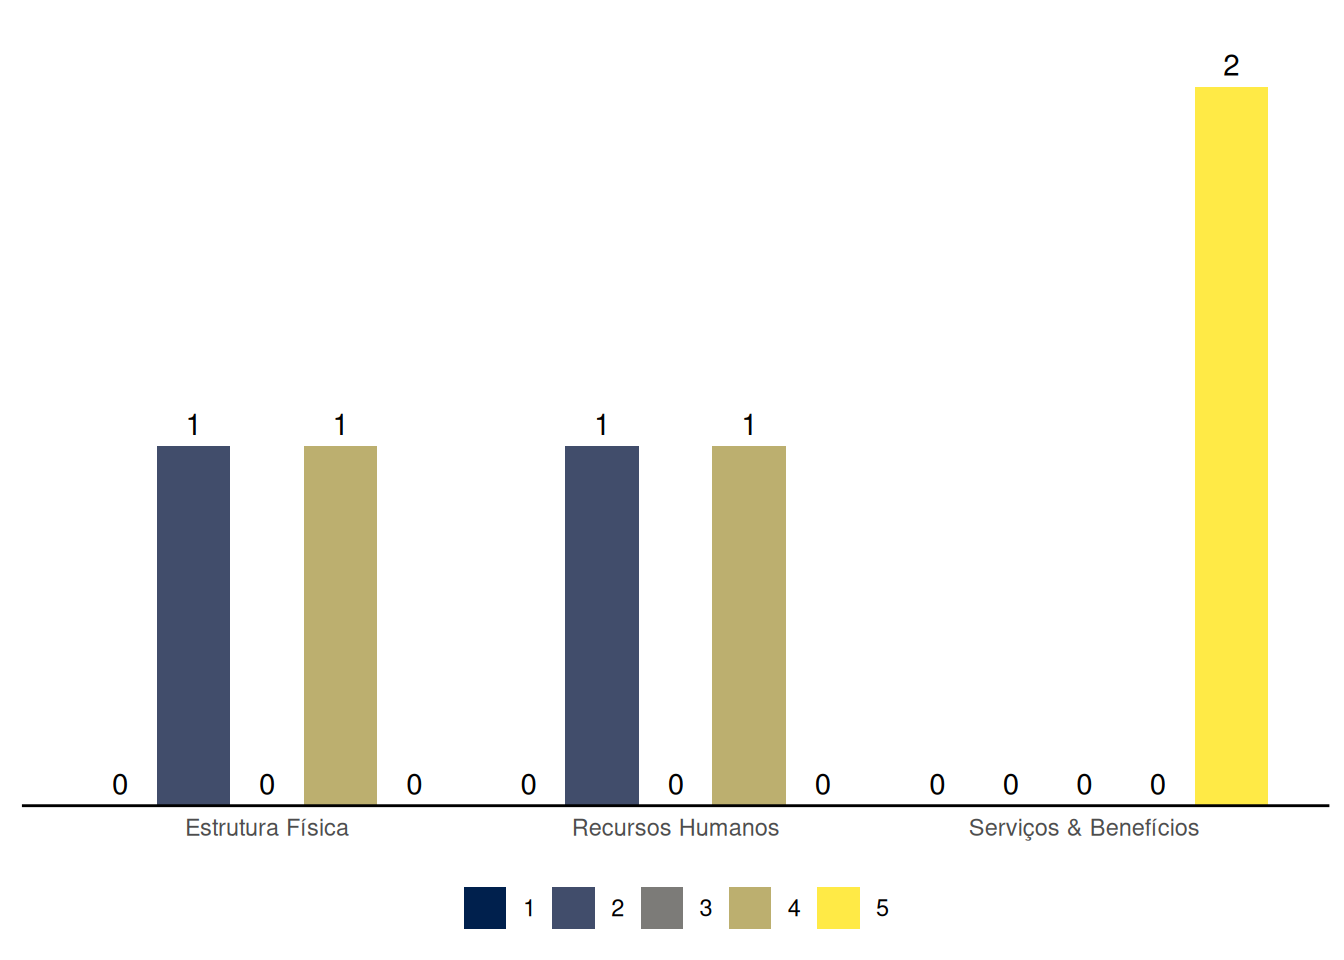 2
1 1 1 1
0 0 0 0 0 0 0 0 0 0
Estrutura Física Recursos Humanos Serviços & Benefícios
1 2 3 4 5